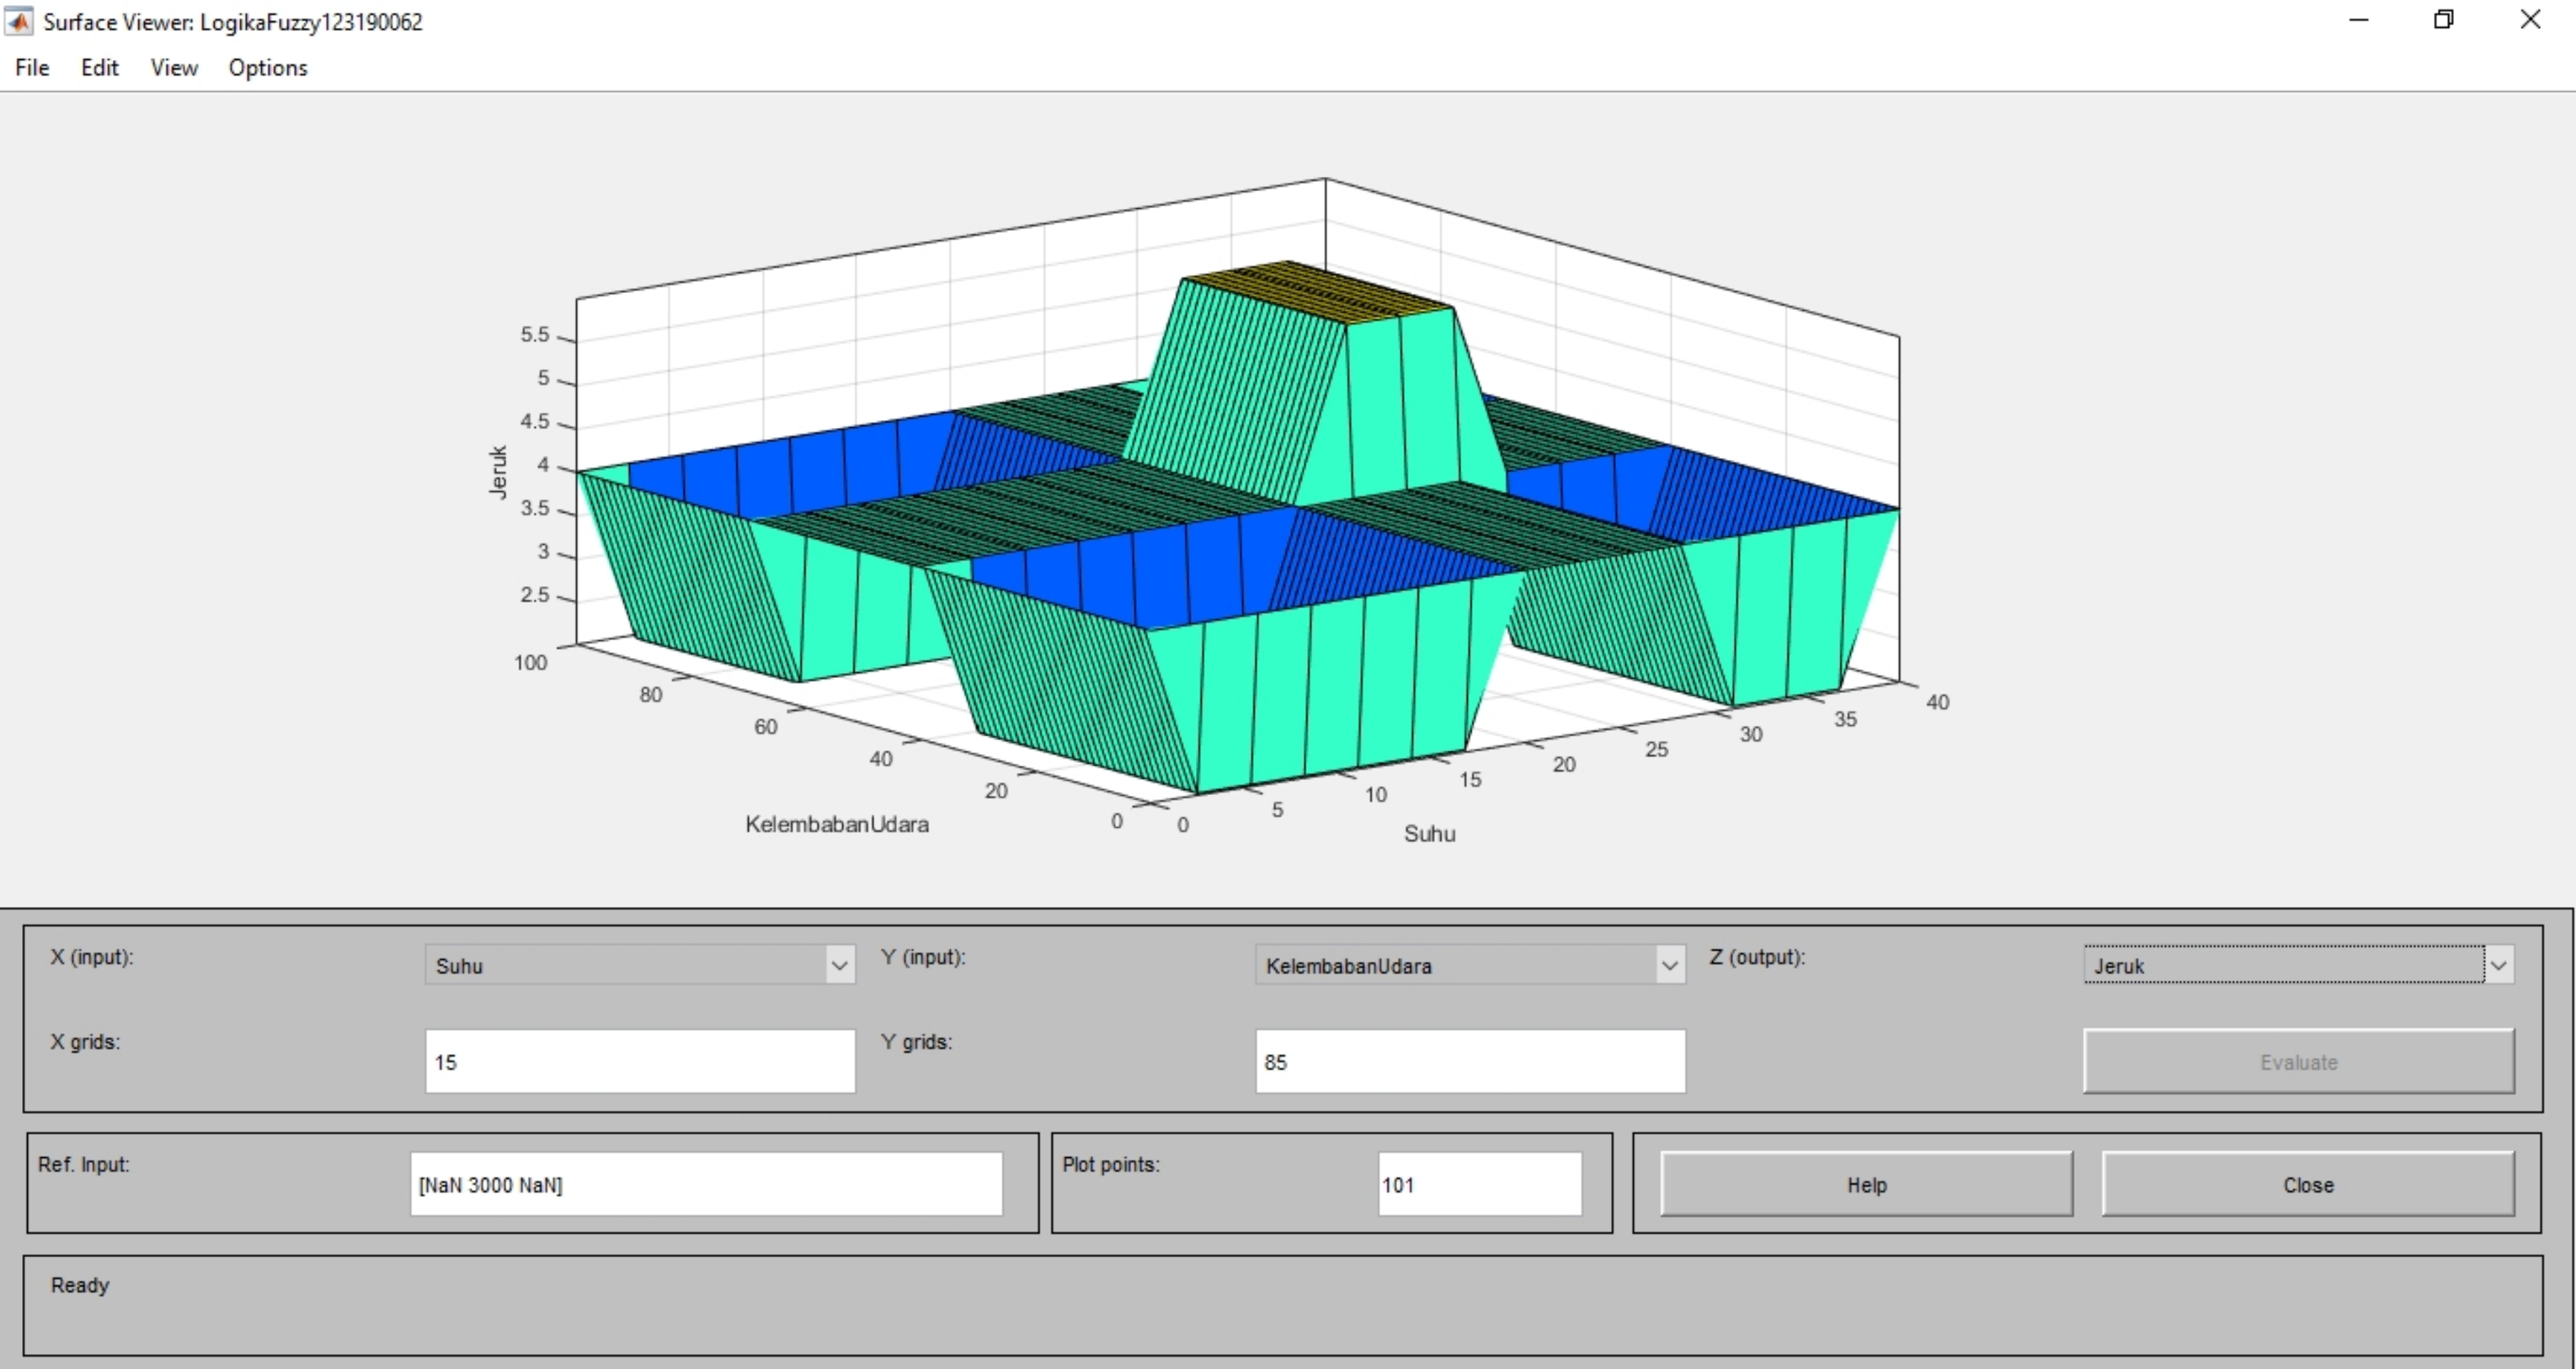 Surface Viewer: LogikaFuzzy123190062
File Edit View Options
5.5
5
4.5
4
3.5
3
2.5
Jeruk
100
80
60
40
20
0
KelembabanUdara
0
5
10
15
20
25
30
35
40
Suhu
X (input): Suhu Y (input): KelembabanUdara Z (output): Jeruk
X grids: 15 Y grids: 85 Evaluate
Ref. Input: [NaN 3000 NaN] Plot points: 101 Help Close
Ready